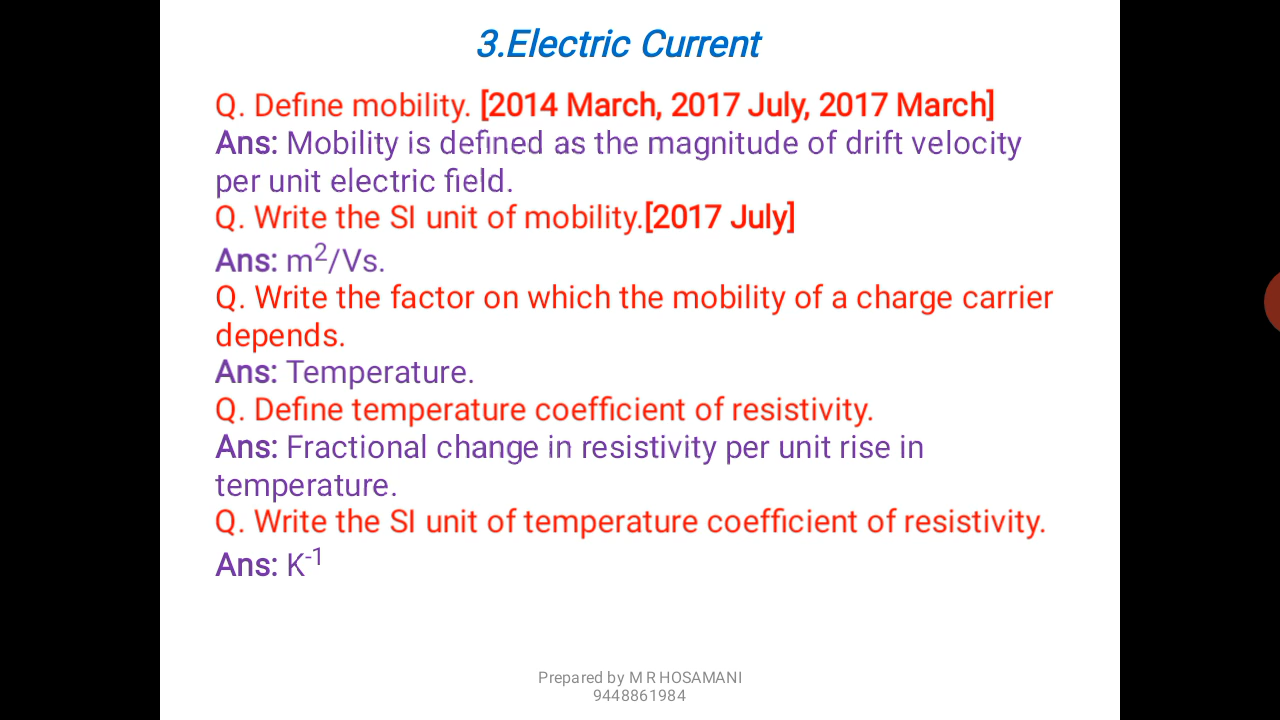 3.Electric Current
Q. Define mobility. [2014 March, 2017 July, 2017 March]
Ans: Mobility is defined as the magnitude of drift velocity
per unit electric field.
Q. Write the SI unit of mobility.[2017 July]
Ans: m²/Vs.
Q. Write the factor on which the mobility of a charge carrier
depends.
Ans: Temperature.
Q. Define temperature coefficient of resistivity.
Ans: Fractional change in resistivity per unit rise in
temperature.
Q. Write the SI unit of temperature coefficient of resistivity.
Ans: K⁻¹
Prepared by M R HOSAMANI
9448861984